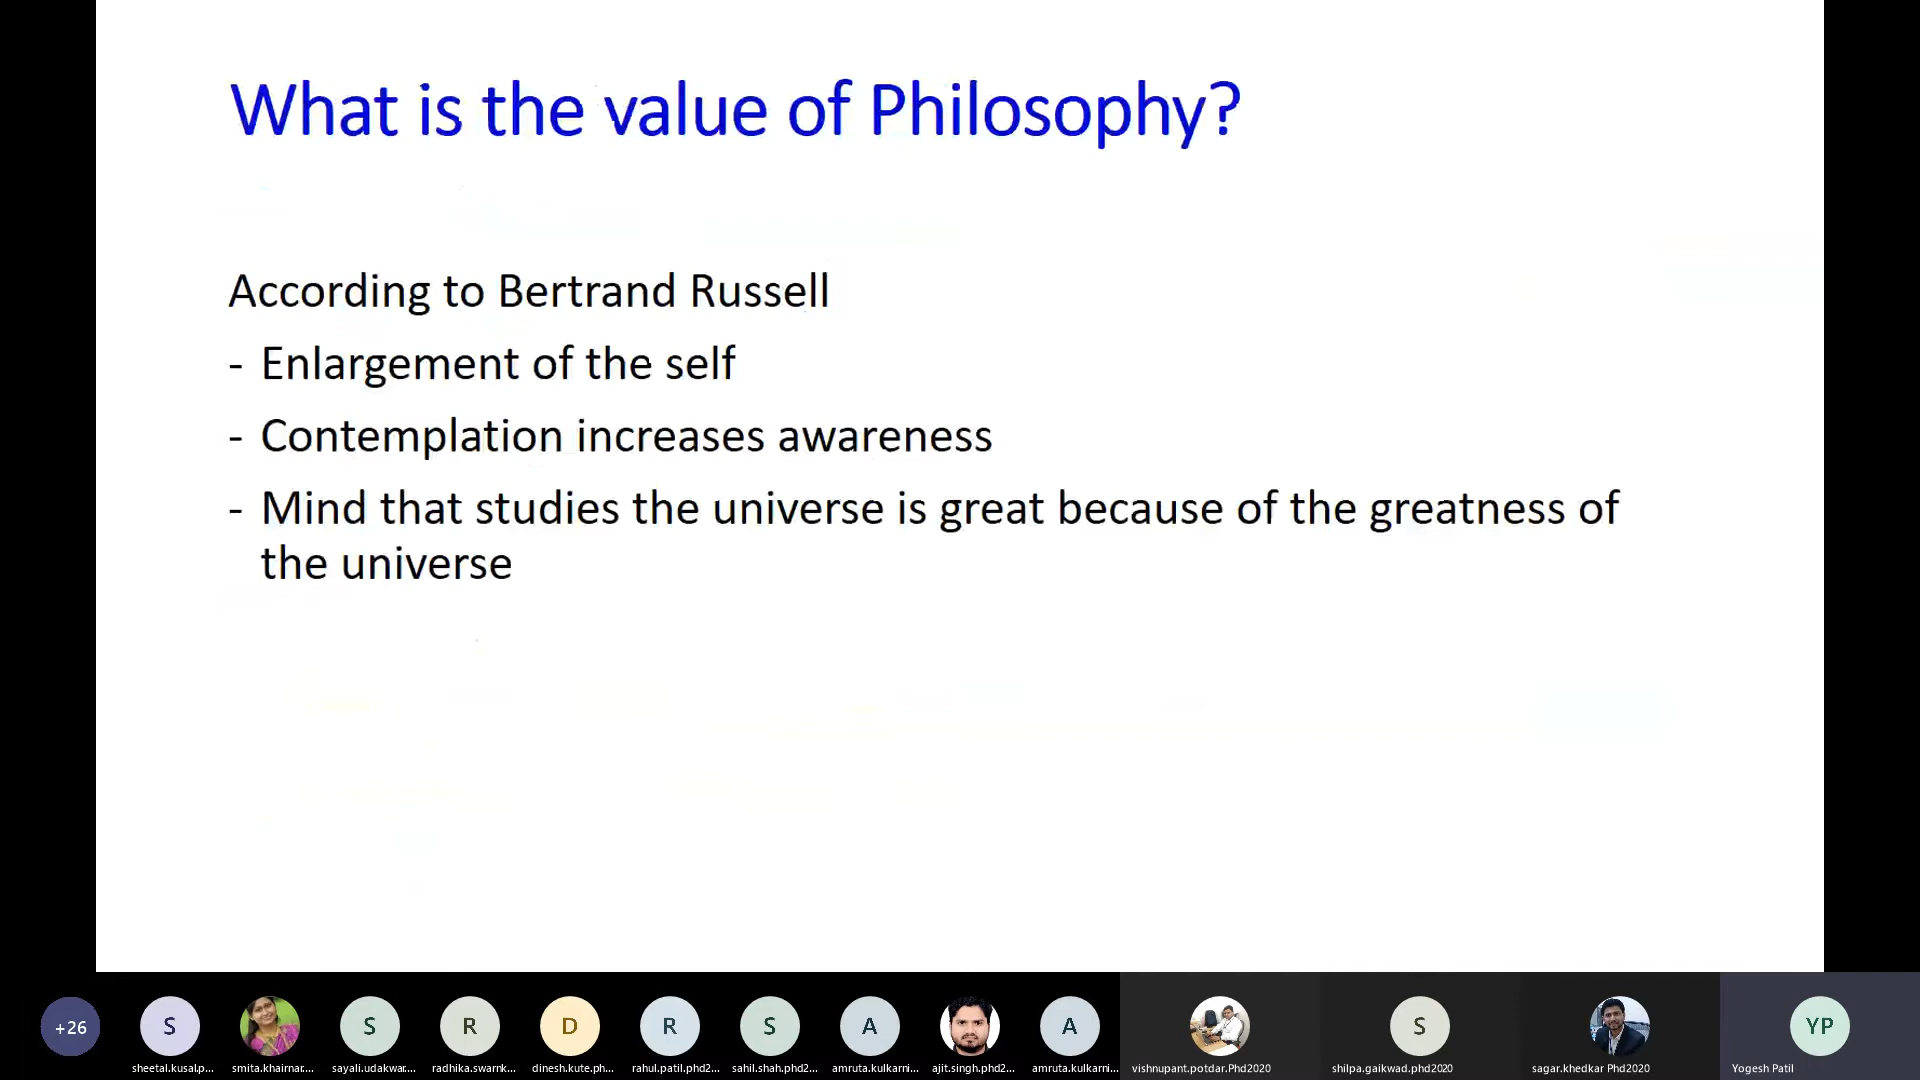 What is the value of Philosophy?
According to Bertrand Russell
- Enlargement of the self
- Contemplation increases awareness
- Mind that studies the universe is great because of the greatness of
the universe
+26 S S R D R S A A S YP
sheetal.kusal.p... smita.khairnar.... sayali.udakwar.... radhika.swarnk... dinesh.kute.ph... rahul.patil.phd2... sahil.shah.phd2... amruta.kulkarni... ajit.singh.phd2... amruta.kulkarni... vishnupant.potdar.Phd2020 shilpa.gaikwad.phd2020 sagar.khedkar Phd2020 Yogesh Patil